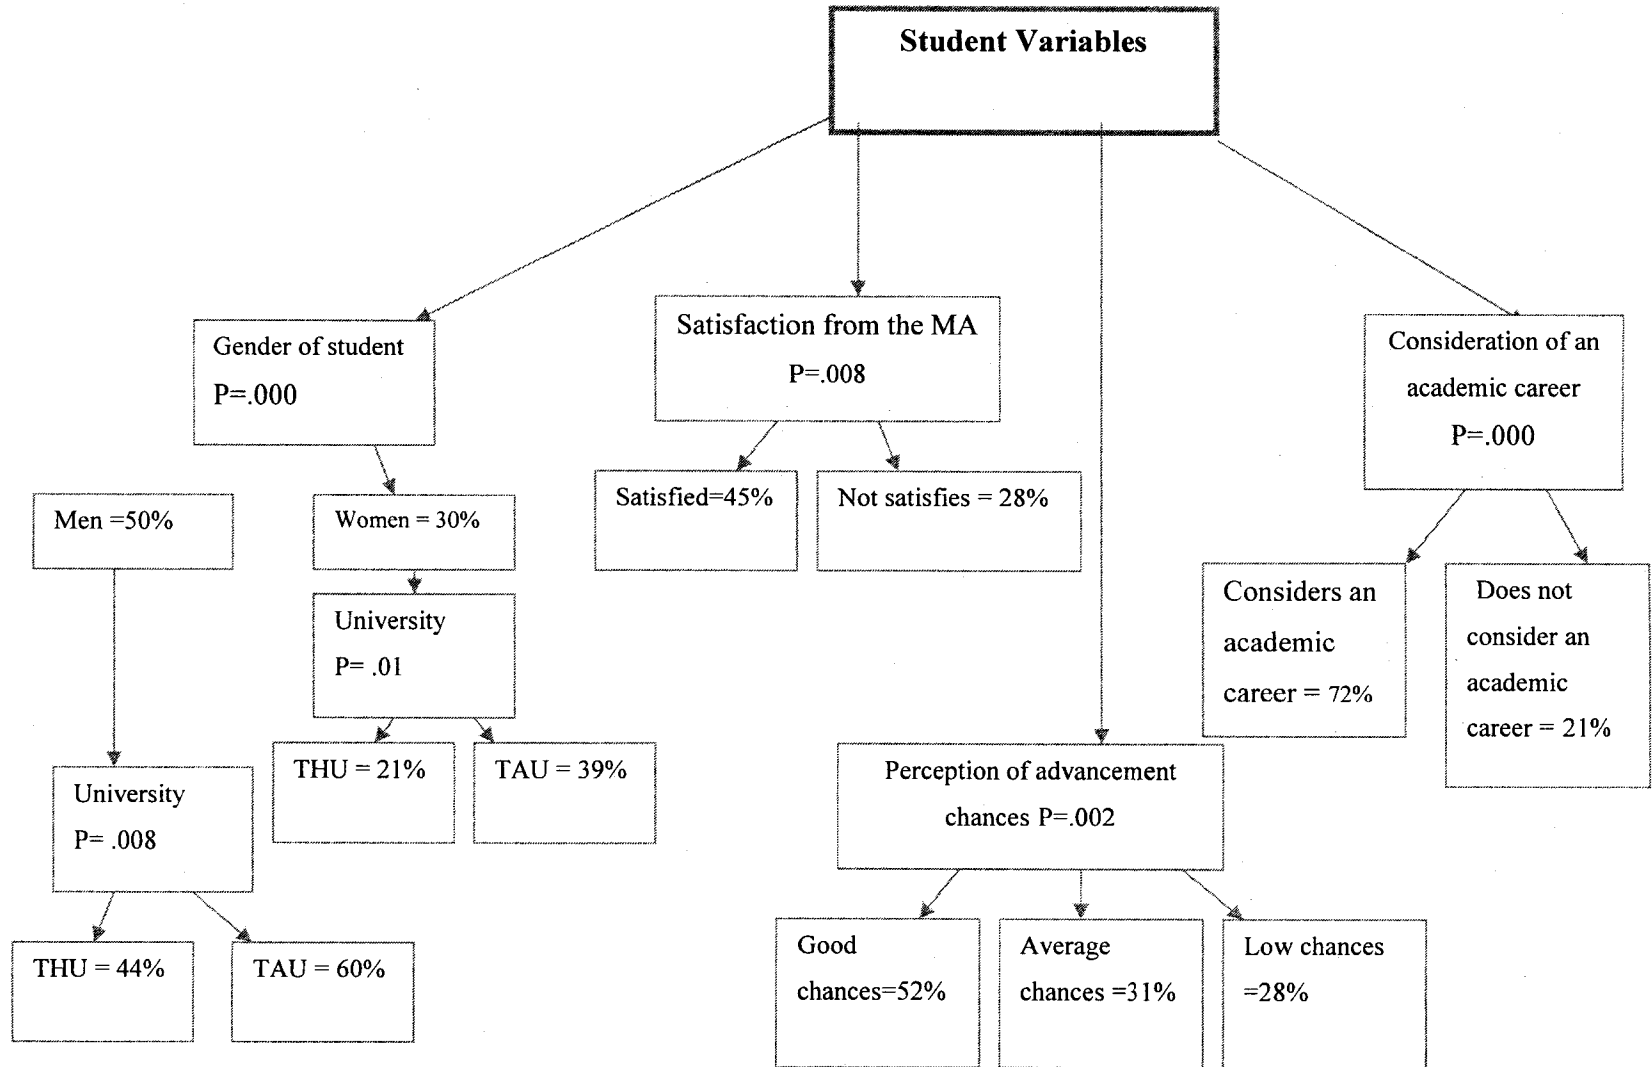 Student Variables
Gender of student
P=.000
Men =50%
University
P= .008
THU = 44%
TAU = 60%
Women = 30%
University
P= .01
THU = 21%
TAU = 39%
Satisfaction from the MA
P=.008
Satisfied=45%
Not satisfies = 28%
Perception of advancement
chances P=.002
Good
chances=52%
Average
chances =31%
Low chances
=28%
Consideration of an
academic career
P=.000
Considers an
academic
career = 72%
Does not
consider an
academic
career = 21%